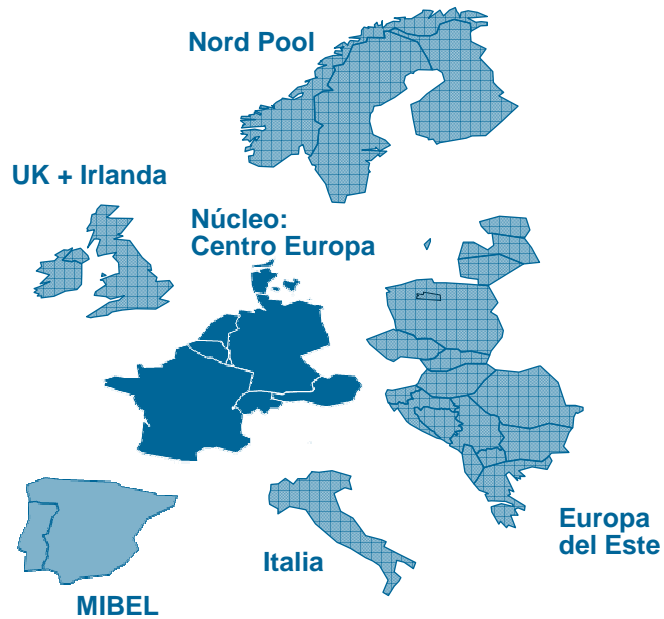 Nord Pool
UK + Irlanda
Núcleo:
Centro Europa
Europa
del Este
Italia
MIBEL